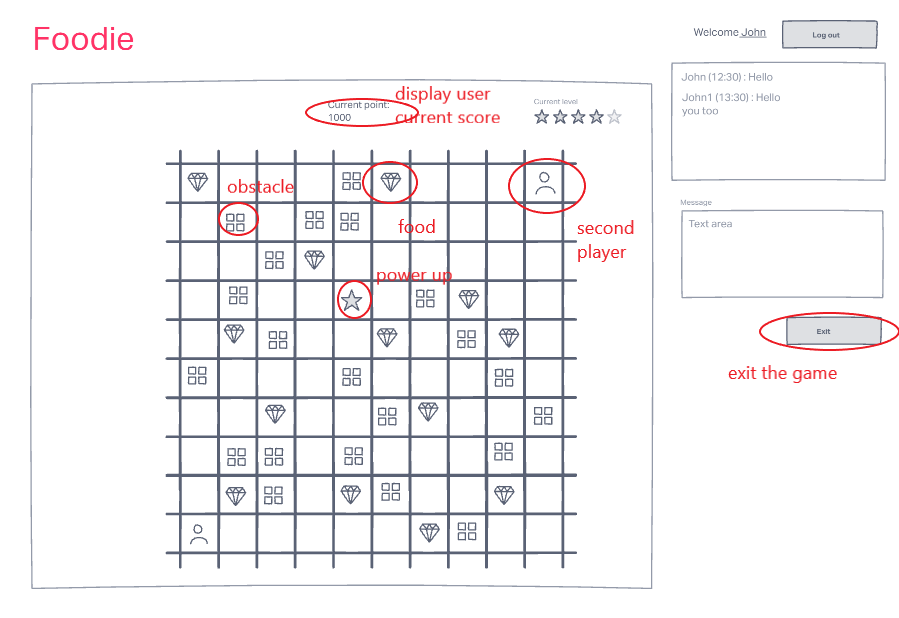 Foodie
Welcome John
Log out
John (12:30) : Hello
John1 (13:30) : Hello
you too
display user
current score
Current point:
1000
Current level
obstacle
food
second
player
power up
Message
Text area
Exit
exit the game